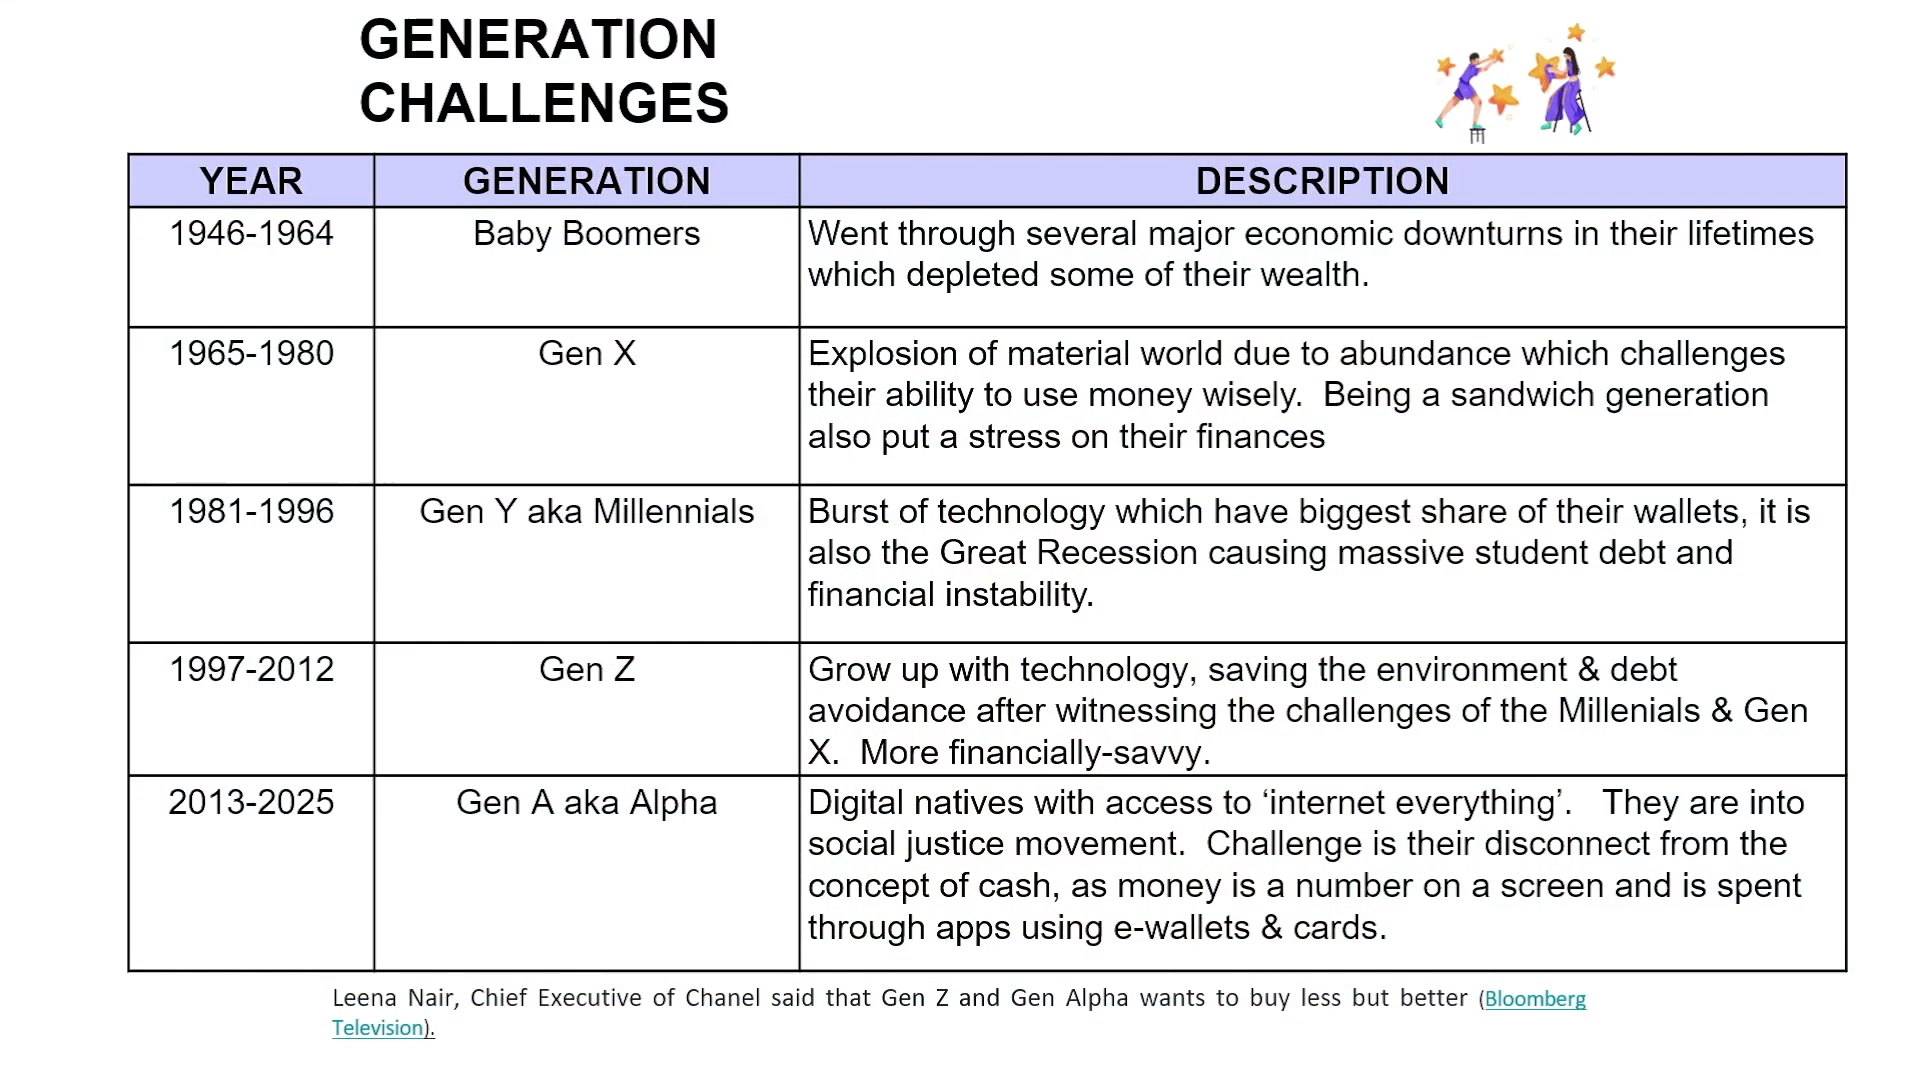 GENERATION
CHALLENGES
YEAR GENERATION DESCRIPTION
1946-1964 Baby Boomers Went through several major economic downturns in their lifetimes
which depleted some of their wealth.
1965-1980 Gen X Explosion of material world due to abundance which challenges
their ability to use money wisely.  Being a sandwich generation
also put a stress on their finances
1981-1996 Gen Y aka Millennials Burst of technology which have biggest share of their wallets, it is
also the Great Recession causing massive student debt and
financial instability.
1997-2012 Gen Z Grow up with technology, saving the environment & debt
avoidance after witnessing the challenges of the Millenials & Gen
X.  More financially-savvy.
2013-2025 Gen A aka Alpha Digital natives with access to ‘internet everything’.   They are into
social justice movement.  Challenge is their disconnect from the
concept of cash, as money is a number on a screen and is spent
through apps using e-wallets & cards.
Leena Nair, Chief Executive of Chanel said that Gen Z and Gen Alpha wants to buy less but better (Bloomberg
Television).